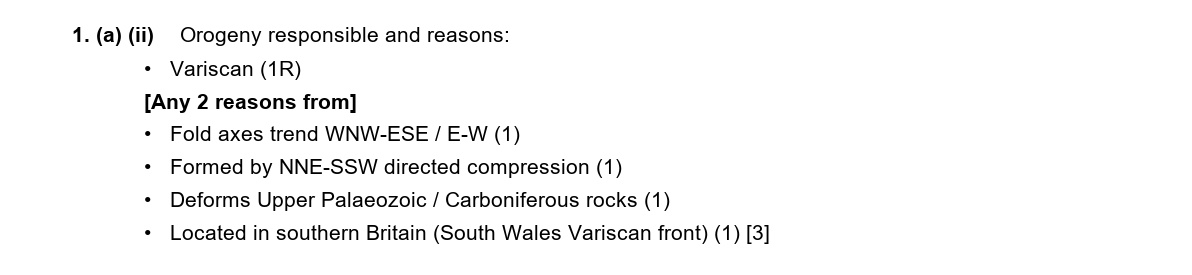 1. (a) (ii) Orogeny responsible and reasons:
• Variscan (1R)
[Any 2 reasons from]
• Fold axes trend WNW-ESE / E-W (1)
• Formed by NNE-SSW directed compression (1)
• Deforms Upper Palaeozoic / Carboniferous rocks (1)
• Located in southern Britain (South Wales Variscan front) (1) [3]